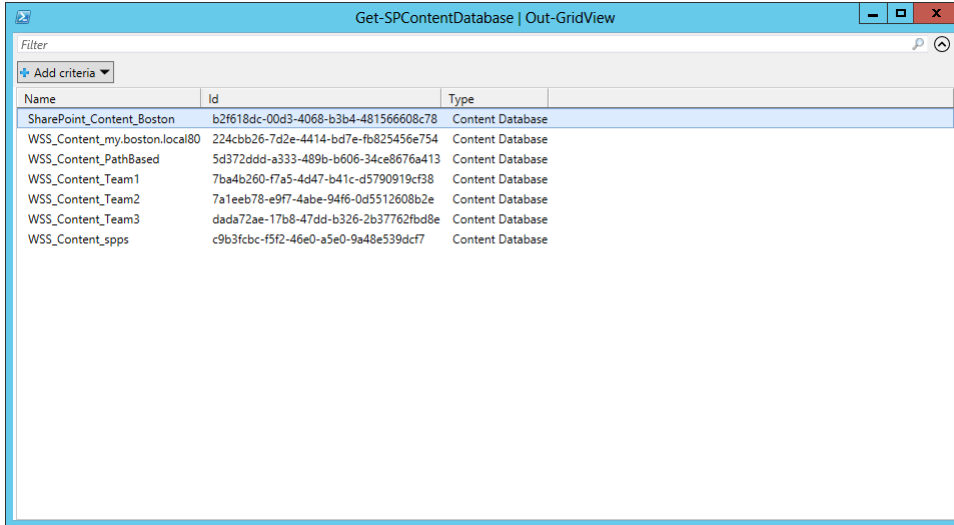 Get-SPContentDatabase | Out-GridView
Filter
Add criteria
Name Id Type
SharePoint_Content_Boston b2f618dc-00d3-4068-b3b4-481566608c78 Content Database
WSS_Content_my.boston.local80 224cbb26-7d2e-4414-bd7e-fb825456e754 Content Database
WSS_Content_PathBased 5d372ddd-a333-489b-b606-34ce8676a413 Content Database
WSS_Content_Team1 7ba4b260-f7a5-4d47-b41c-d5790919cf38 Content Database
WSS_Content_Team2 7a1eeb78-e9f7-4abe-94f6-0d5512608b2e Content Database
WSS_Content_Team3 dada72ae-17b8-47dd-b326-2b37762fbd8e Content Database
WSS_Content_spps c9b3fcbc-f5f2-46e0-a5e0-9a48e539dcf7 Content Database